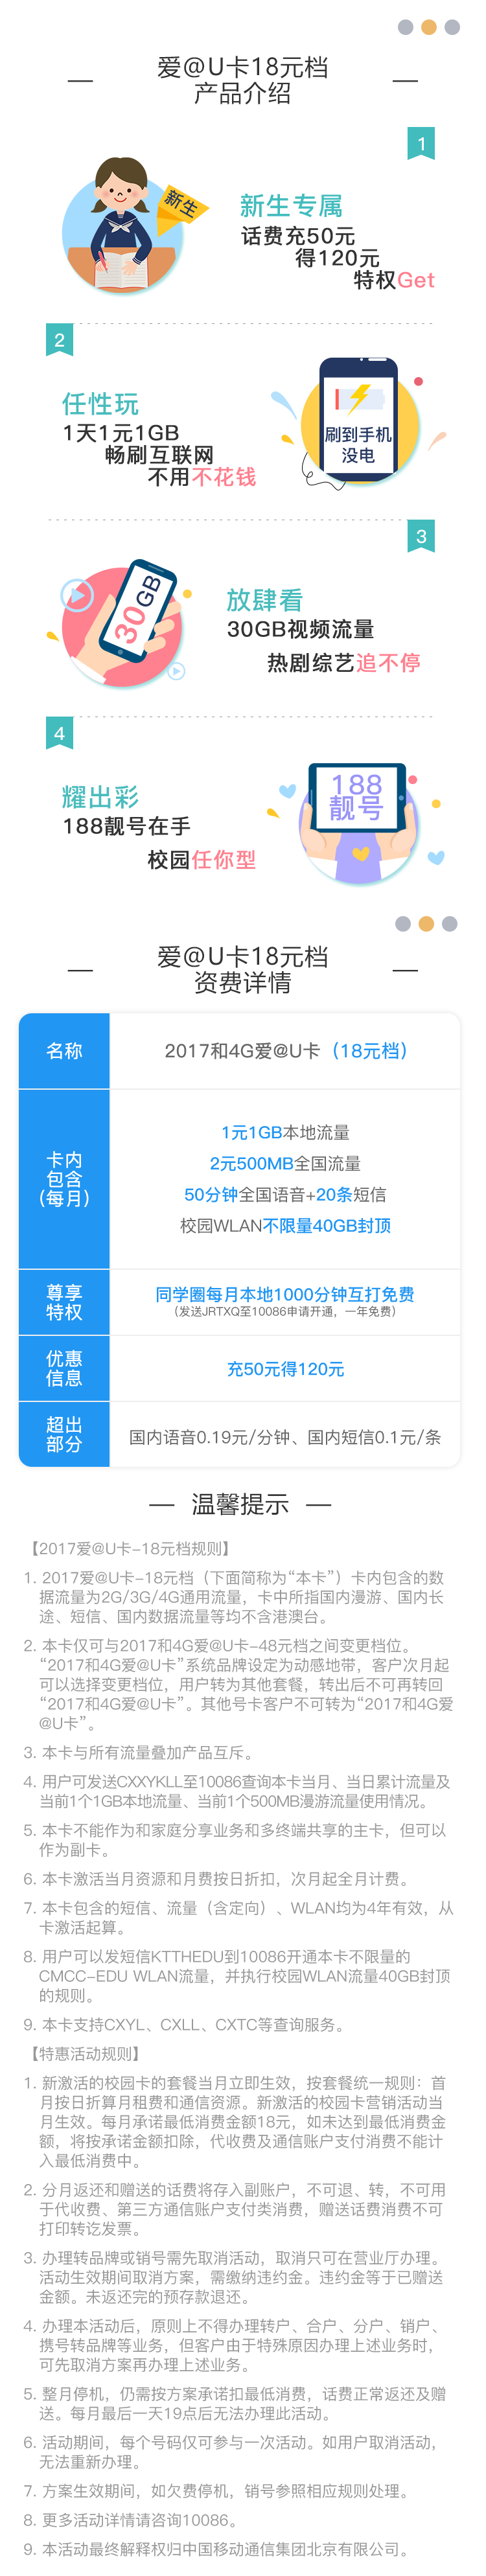 爱@U卡18元档
产品介绍
1
新生
新生专属
话费充50元
得120元
特权Get
2
任性玩
1天1元1GB
畅刷互联网
不用不花钱
刷到手机
没电
3
30GB
放肆看
30GB视频流量
热剧综艺追不停
4
耀出彩
188靓号在手
校园任你型
188
靓号
爱@U卡18元档
资费详情
名称
2017和4G爱@U卡（18元档）
卡内
包含
(每月)
1元1GB本地流量
2元500MB全国流量
50分钟全国语音+20条短信
校园WLAN不限量40GB封顶
尊享
特权
同学圈每月本地1000分钟互打免费
（发送JRTXQ至10086申请开通，一年免费）
优惠
信息
充50元得120元
超出
部分
国内语音0.19元/分钟、国内短信0.1元/条
温馨提示
【2017爱@U卡-18元档规则】
1. 2017爱@U卡-18元档（下面简称为“本卡”）卡内包含的数
据流量为2G/3G/4G通用流量，卡中所指国内漫游、国内长
途、短信、国内数据流量等均不含港澳台。
2. 本卡仅可与2017和4G爱@U卡-48元档之间变更档位。
“2017和4G爱@U卡”系统品牌设定为动感地带，客户次月起
可以选择变更档位，用户转为其他套餐，转出后不可再转回
“2017和4G爱@U卡”。其他号卡客户不可转为“2017和4G爱
@U卡”。
3. 本卡与所有流量叠加产品互斥。
4. 用户可发送CXXYKLL至10086查询本卡当月、当日累计流量及
当前1个1GB本地流量、当前1个500MB漫游流量使用情况。
5. 本卡不能作为和家庭分享业务和多终端共享的主卡，但可以
作为副卡。
6. 本卡激活当月资源和月费按日折扣，次月起全月计费。
7. 本卡包含的短信、流量（含定向）、WLAN均为4年有效，从
卡激活起算。
8. 用户可以发短信KTTHEDU到10086开通本卡不限量的
CMCC-EDU WLAN流量，并执行校园WLAN流量40GB封顶
的规则。
9. 本卡支持CXYL、CXLL、CXTC等查询服务。
【特惠活动规则】
1. 新激活的校园卡的套餐当月立即生效，按套餐统一规则：首
月按日折算月租费和通信资源。新激活的校园卡营销活动当
月生效。每月承诺最低消费金额18元，如未达到最低消费金
额，将按承诺金额扣除，代收费及通信账户支付消费不能计
入最低消费中。
2. 分月返还和赠送的话费将存入副账户，不可退、转，不可用
于代收费、第三方通信账户支付类消费，赠送话费消费不可
打印转讫发票。
3. 办理转品牌或销号需先取消活动，取消只可在营业厅办理。
活动生效期间取消方案，需缴纳违约金。违约金等于已赠送
金额。未返还完的预存款退还。
4. 办理本活动后，原则上不得办理转户、合户、分户、销户、
携号转品牌等业务，但客户由于特殊原因办理上述业务时，
可先取消方案再办理上述业务。
5. 整月停机，仍需按方案承诺扣最低消费，话费正常返还及赠
送。每月最后一天19点后无法办理此活动。
6. 活动期间，每个号码仅可参与一次活动。如用户取消活动，
无法重新办理。
7. 方案生效期间，如欠费停机，销号参照相应规则处理。
8. 更多活动详情请咨询10086。
9. 本活动最终解释权归中国移动通信集团北京有限公司。